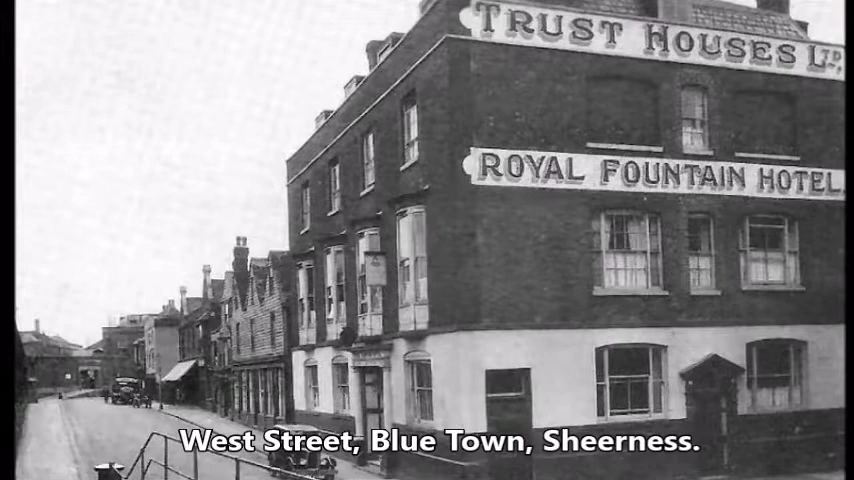 TRUST HOUSES LTD.
ROYAL FOUNTAIN HOTEL.
West Street, Blue Town, Sheerness.